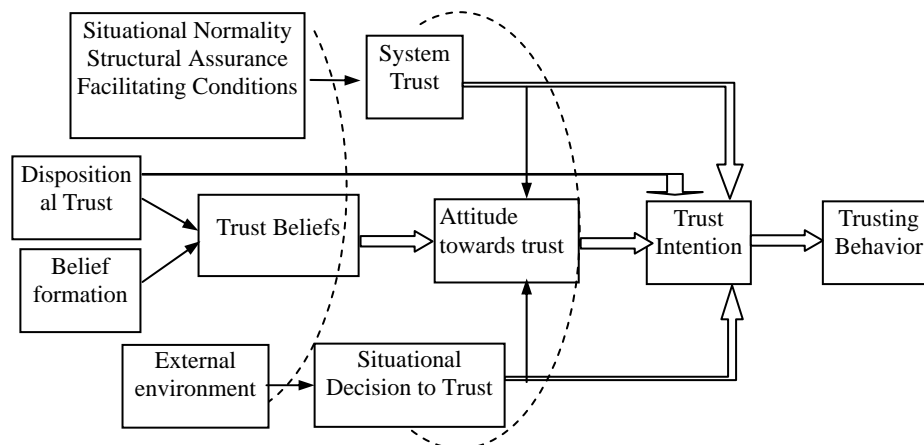 Situational Normality
Structural Assurance
Facilitating Conditions
System
Trust
Disposition
al Trust
Trust Beliefs
Attitude
towards trust
Trust
Intention
Trusting
Behavior
Belief
formation
External
environment
Situational
Decision to Trust